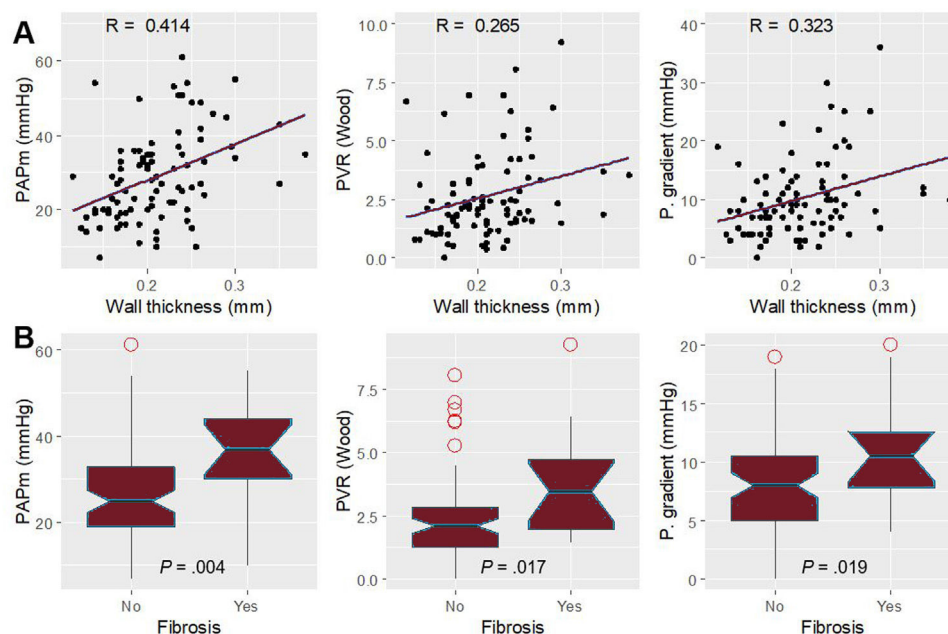 A
R = 0.414
R = 0.265
R = 0.323
PAPm (mmHg)
60
40
20
0.2
0.3
Wall thickness (mm)
PVR (Wood)
10.0
7.5
5.0
2.5
0.0
0.2
0.3
Wall thickness (mm)
P. gradient (mmHg)
40
30
20
10
0
0.2
0.3
Wall thickness (mm)
B
PAPm (mmHg)
60
40
20
P = .004
No
Yes
Fibrosis
PVR (Wood)
7.5
5.0
2.5
0.0
P = .017
No
Yes
Fibrosis
P. gradient (mmHg)
20
15
10
5
0
P = .019
No
Yes
Fibrosis